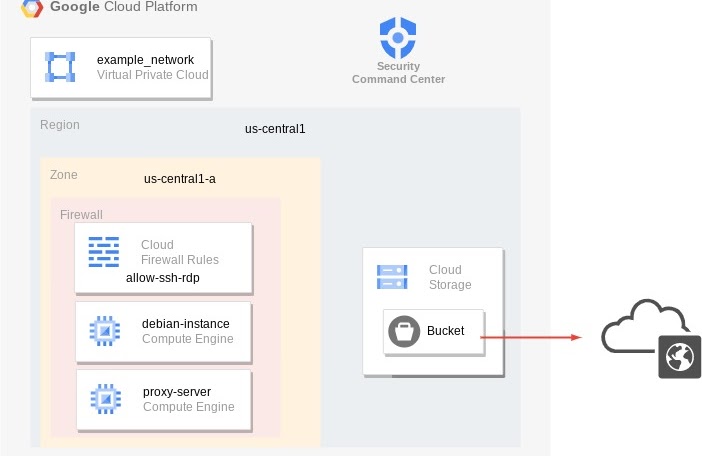 Google Cloud Platform
example_network
Virtual Private Cloud
Security
Command Center
Region
us-central1
Zone
us-central1-a
Firewall
Cloud
Firewall Rules
allow-ssh-rdp
debian-instance
Compute Engine
proxy-server
Compute Engine
Cloud
Storage
Bucket